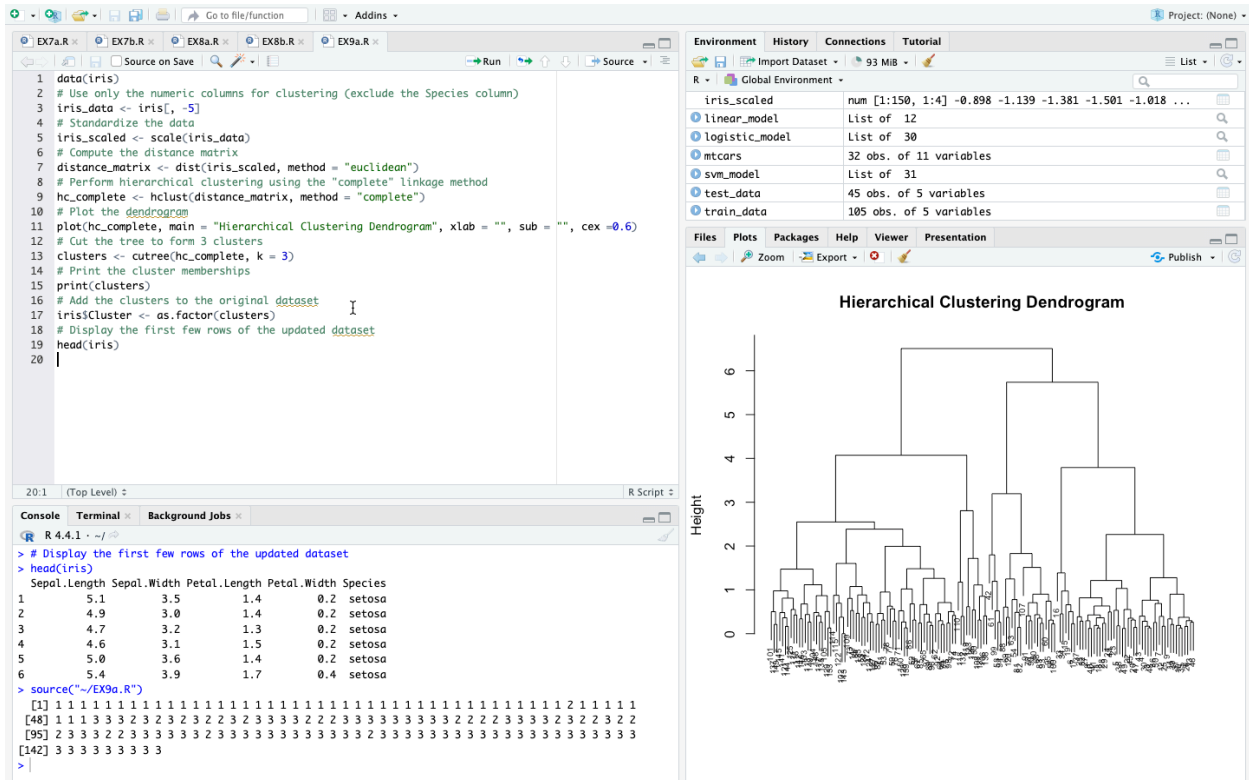 Go to file/function
Addins
Project: (None)
EX7a.R
EX7b.R
EX8a.R
EX8b.R
EX9a.R
Source on Save
Run
Source
1 data(iris)
2 # Use only the numeric columns for clustering (exclude the Species column)
3 iris_data <- iris[, -5]
4 # Standardize the data
5 iris_scaled <- scale(iris_data)
6 # Compute the distance matrix
7 distance_matrix <- dist(iris_scaled, method = "euclidean")
8 # Perform hierarchical clustering using the "complete" linkage method
9 hc_complete <- hclust(distance_matrix, method = "complete")
10 # Plot the dendrogram
11 plot(hc_complete, main = "Hierarchical Clustering Dendrogram", xlab = "", sub = "", cex =0.6)
12 # Cut the tree to form 3 clusters
13 clusters <- cutree(hc_complete, k = 3)
14 # Print the cluster memberships
15 print(clusters)
16 # Add the clusters to the original dataset
17 iris$Cluster <- as.factor(clusters)
18 # Display the first few rows of the updated dataset
19 head(iris)
20
20:1 (Top Level) R Script
Console Terminal Background Jobs
R 4.4.1 · ~/
> # Display the first few rows of the updated dataset
> head(iris)
Sepal.Length Sepal.Width Petal.Length Petal.Width Species
1 5.1 3.5 1.4 0.2 setosa
2 4.9 3.0 1.4 0.2 setosa
3 4.7 3.2 1.3 0.2 setosa
4 4.6 3.1 1.5 0.2 setosa
5 5.0 3.6 1.4 0.2 setosa
6 5.4 3.9 1.7 0.4 setosa
> source("~/EX9a.R")
[1] 1 1 1 1 1 1 1 1 1 1 1 1 1 1 1 1 1 1 1 1 1 1 1 1 1 1 1 1 1 1 1 1 1 1 1 1 1 1 1 1 1 2 1 1 1 1 1
[48] 1 1 1 3 3 3 2 3 2 3 2 3 2 2 3 2 3 3 3 3 2 2 2 3 3 3 3 3 3 3 3 3 2 2 2 2 3 3 3 3 2 3 2 2 3 2 2
[95] 2 3 3 3 2 2 3 3 3 3 3 3 2 3 3 3 3 3 3 3 3 3 3 3 3 2 3 3 3 3 3 3 3 3 3 3 3 3 3 3 3 3 3 3 3 3 3
[142] 3 3 3 3 3 3 3 3 3
>
Environment History Connections Tutorial
Import Dataset 93 MiB List
R Global Environment
iris_scaled num [1:150, 1:4] -0.898 -1.139 -1.381 -1.501 -1.018 ...
linear_model List of 12
logistic_model List of 30
mtcars 32 obs. of 11 variables
svm_model List of 31
test_data 45 obs. of 5 variables
train_data 105 obs. of 5 variables
Files Plots Packages Help Viewer Presentation
Zoom Export Publish
Hierarchical Clustering Dendrogram
Height
6
5
4
3
2
1
0
42
61
107
16
110